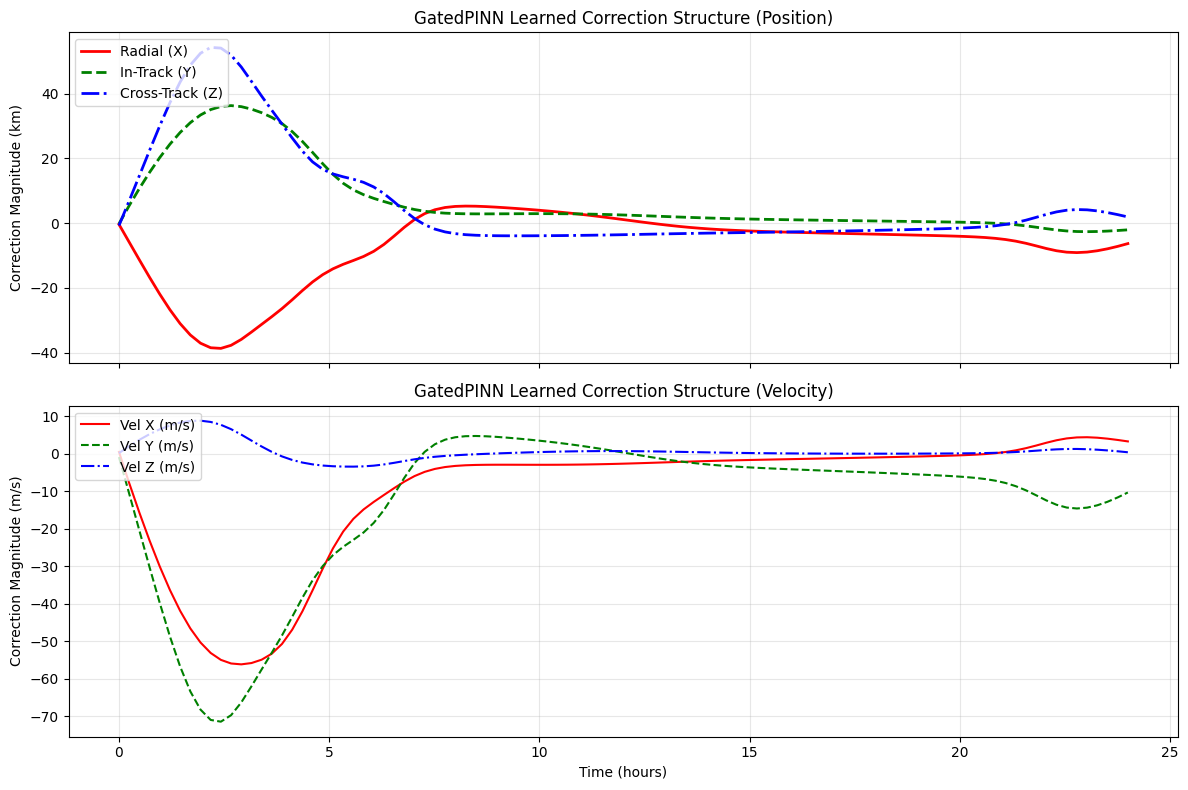 GatedPINN Learned Correction Structure (Position)
Correction Magnitude (km)
Radial (X)
In-Track (Y)
Cross-Track (Z)
40
20
0
−20
−40
GatedPINN Learned Correction Structure (Velocity)
Correction Magnitude (m/s)
Vel X (m/s)
Vel Y (m/s)
Vel Z (m/s)
10
0
−10
−20
−30
−40
−50
−60
−70
0 5 10 15 20 25
Time (hours)